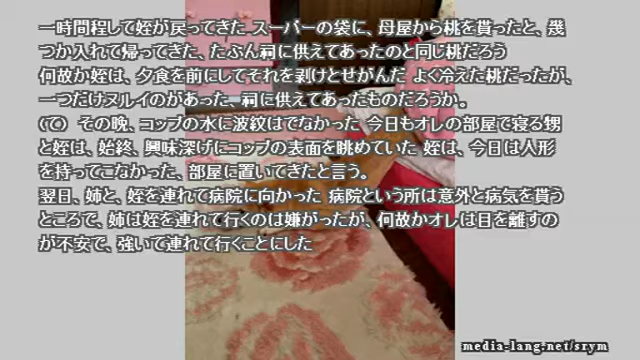 一時間程して姪が戻ってきた スーパーの袋に、母屋から桃を貰ったと、幾
つか入れて帰ってきた、たぶん祠に供えてあったのと同じ桃だろう
何故か姪は、夕食を前にしてそれを剥けとせがんだ よく冷えた桃だったが、
一つだけヌルイのがあった、祠に供えてあったものだろうか。
(て) その晩、コップの水に波紋はでなかった 今日もオレの部屋で寝る甥
と姪は、始終、興味深げにコップの表面を眺めていた 姪は、今日は人形
を持ってこなかった、部屋に置いてきたと言う。
翌日、姉と、姪を連れて病院に向かった 病院という所は意外と病気を貰う
ところで、姉は姪を連れて行くのは嫌がったが、何故かオレは目を離すの
が不安で、強いて連れて行くことにした
media-lang.net/srym